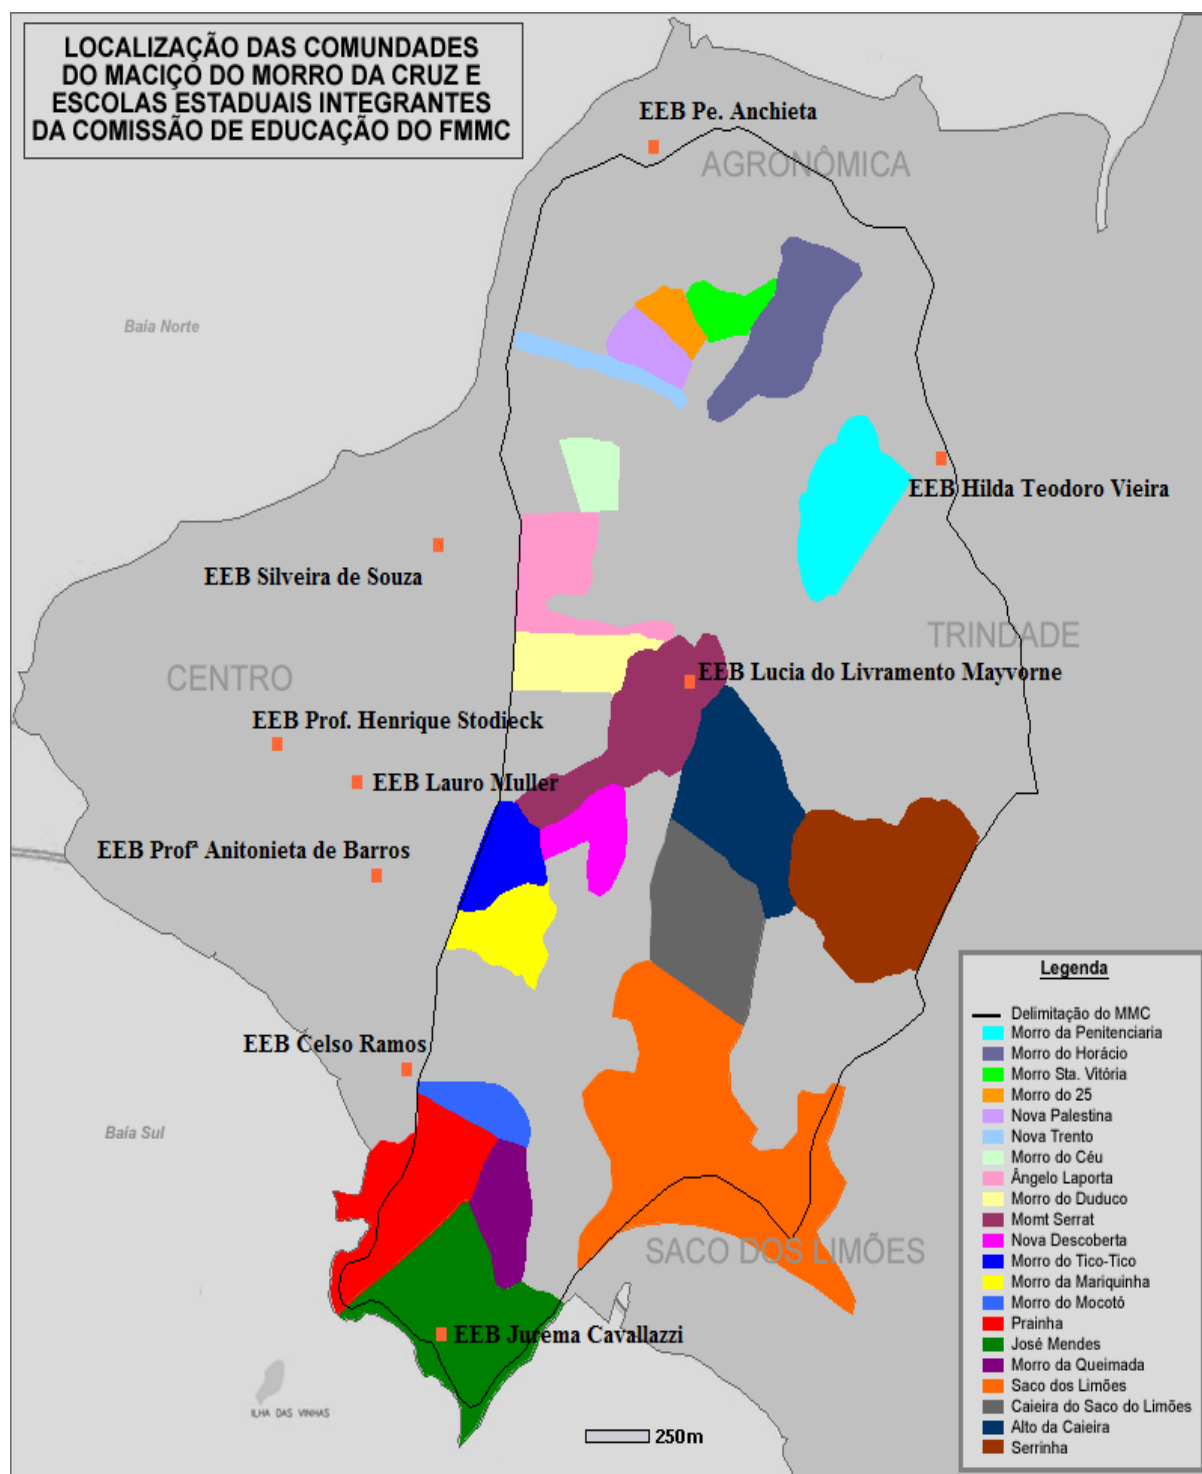 LOCALIZAÇÃO DAS COMUNDADES
DO MACIÇO DO MORRO DA CRUZ E
ESCOLAS ESTADUAIS INTEGRANTES
DA COMISSÃO DE EDUCAÇÃO DO FMMC
EEB Pe. Anchieta
AGRONÔMICA
Baía Norte
EEB Hilda Teodoro Vieira
EEB Silveira de Souza
TRINDADE
CENTRO
EEB Lucia do Livramento Mayvorne
EEB Prof. Henrique Stodieck
EEB Lauro Muller
EEB Profª Anitonieta de Barros
EEB Celso Ramos
Baía Sul
SACO DOS LIMÕES
EEB Jurema Cavallazzi
ILHA DAS VINHAS
250m
Legenda
Delimitação do MMC
Morro da Penitenciaria
Morro do Horácio
Morro Sta. Vitória
Morro do 25
Nova Palestina
Nova Trento
Morro do Céu
Ângelo Laporta
Morro do Duduco
Momt Serrat
Nova Descoberta
Morro do Tico-Tico
Morro da Mariquinha
Morro do Mocotó
Prainha
José Mendes
Morro da Queimada
Saco dos Limões
Caieira do Saco do Limões
Alto da Caieira
Serrinha